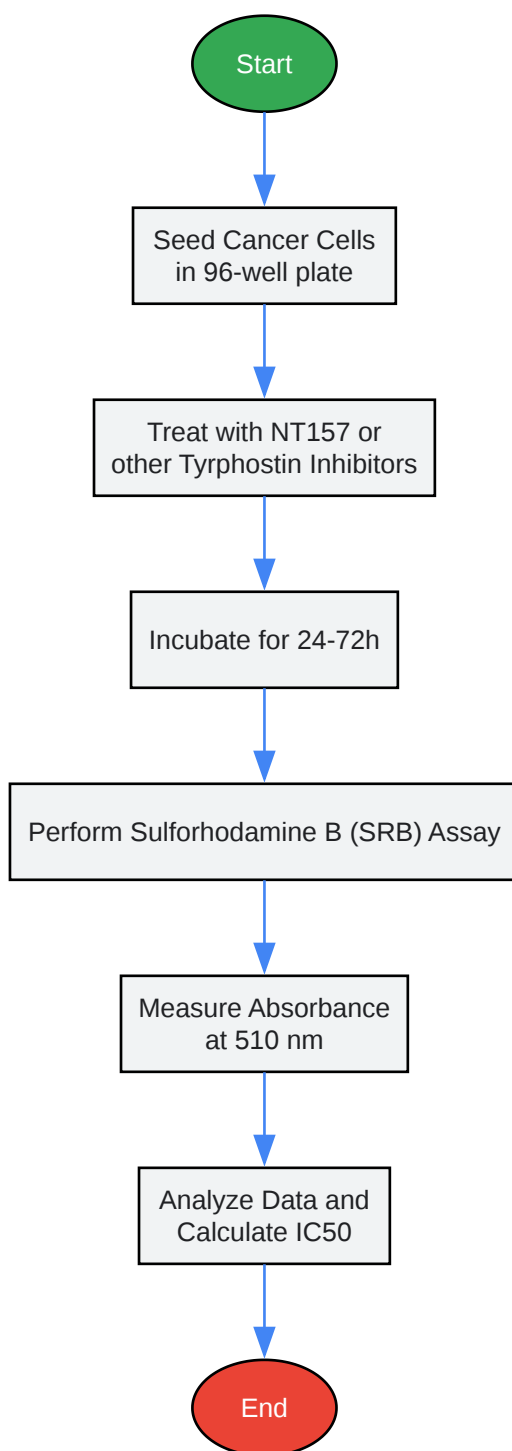 Start
Seed Cancer Cells
in 96-well plate
Treat with NT157 or
other Tyrphostin Inhibitors
Incubate for 24-72h
Perform Sulforhodamine B (SRB) Assay
Measure Absorbance
at 510 nm
Analyze Data and
Calculate IC50
End